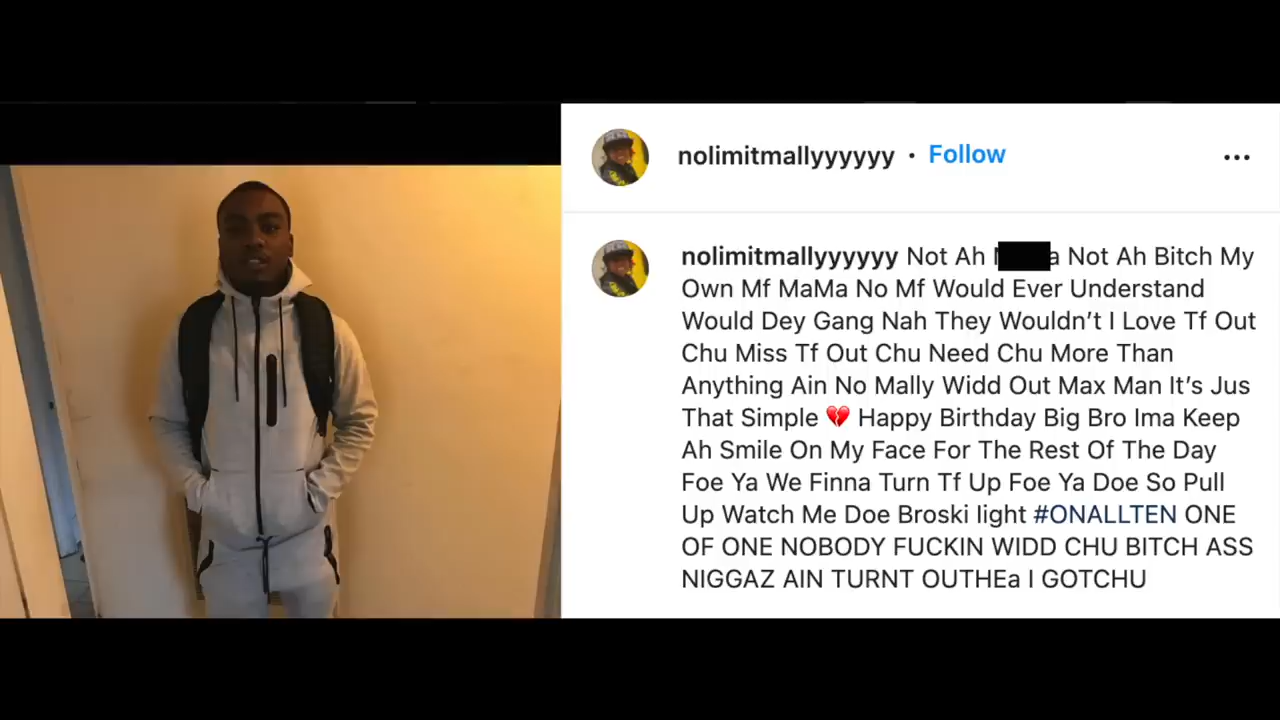 nolimitmallyyyyyy • Follow
nolimitmallyyyyyy Not Ah a Not Ah Bitch My
Own Mf MaMa No Mf Would Ever Understand
Would Dey Gang Nah They Wouldn't I Love Tf Out
Chu Miss Tf Out Chu Need Chu More Than
Anything Ain No Mally Widd Out Max Man It's Jus
That Simple 💔 Happy Birthday Big Bro Ima Keep
Ah Smile On My Face For The Rest Of The Day
Foe Ya We Finna Turn Tf Up Foe Ya Doe So Pull
Up Watch Me Doe Broski Iight #ONALLTEN ONE
OF ONE NOBODY FUCKIN WIDD CHU BITCH ASS
NIGGAZ AIN TURNT OUTHEa I GOTCHU